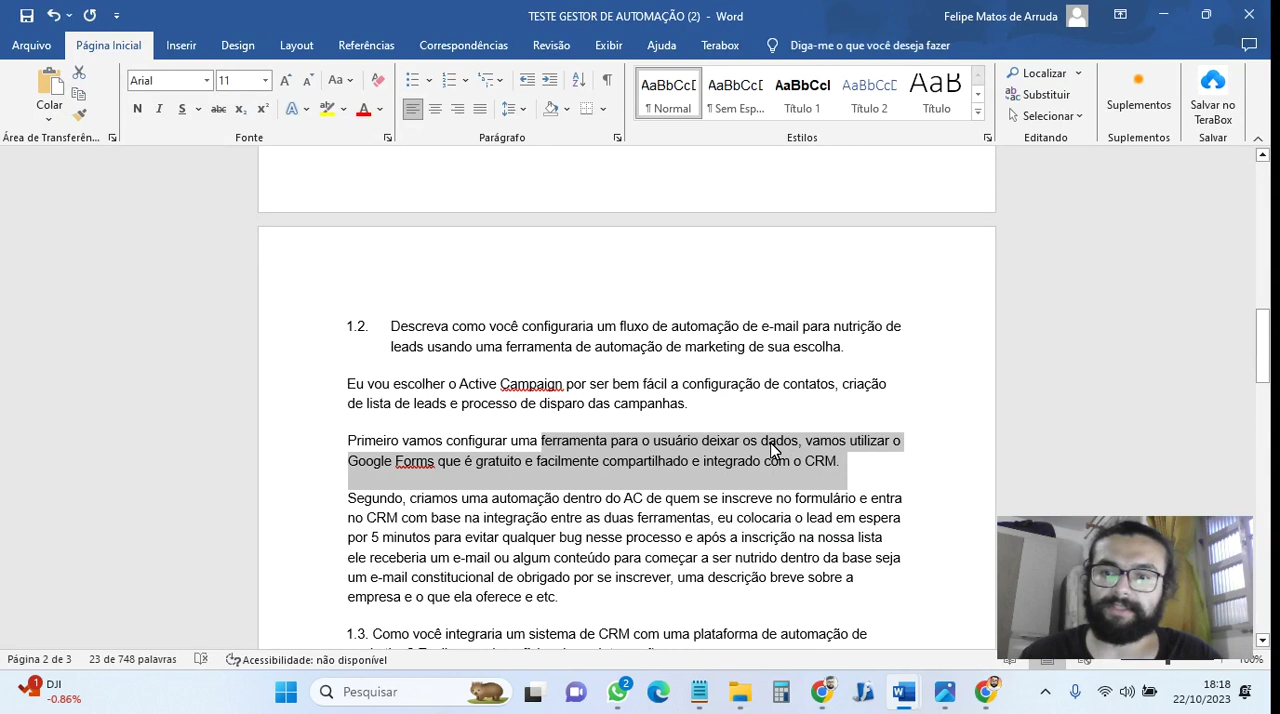 TESTE GESTOR DE AUTOMAÇÃO (2) - Word
Felipe Matos de Arruda
Arquivo
Página Inicial
Inserir
Design
Layout
Referências
Correspondências
Revisão
Exibir
Ajuda
Terabox
Diga-me o que você deseja fazer
Colar
Área de Transferên...
Arial
11
Aa
N I S abc x₂ x² A A
Fonte
Parágrafo
AaBbCcD
¶ Normal
AaBbCcD
¶ Sem Esp...
AaBbCcl
Título 1
AaBbCcD
Título 2
AaB
Título
Estilos
Localizar
Substituir
Selecionar
Editando
Suplementos
Suplementos
Salvar no
TeraBox
Salvar
1.2. Descreva como você configuraria um fluxo de automação de e-mail para nutrição de
leads usando uma ferramenta de automação de marketing de sua escolha.
Eu vou escolher o Active Campaign por ser bem fácil a configuração de contatos, criação
de lista de leads e processo de disparo das campanhas.
Primeiro vamos configurar uma ferramenta para o usuário deixar os dados, vamos utilizar o
Google Forms que é gratuito e facilmente compartilhado e integrado com o CRM.
Segundo, criamos uma automação dentro do AC de quem se inscreve no formulário e entra
no CRM com base na integração entre as duas ferramentas, eu colocaria o lead em espera
por 5 minutos para evitar qualquer bug nesse processo e após a inscrição na nossa lista
ele receberia um e-mail ou algum conteúdo para começar a ser nutrido dentro da base seja
um e-mail constitucional de obrigado por se inscrever, uma descrição breve sobre a
empresa e o que ela oferece e etc.
1.3. Como você integraria um sistema de CRM com uma plataforma de automação de
Página 2 de 3
23 de 748 palavras
Acessibilidade: não disponível
100%
DJI
-0.86%
1
Pesquisar
2
18:18
22/10/2023